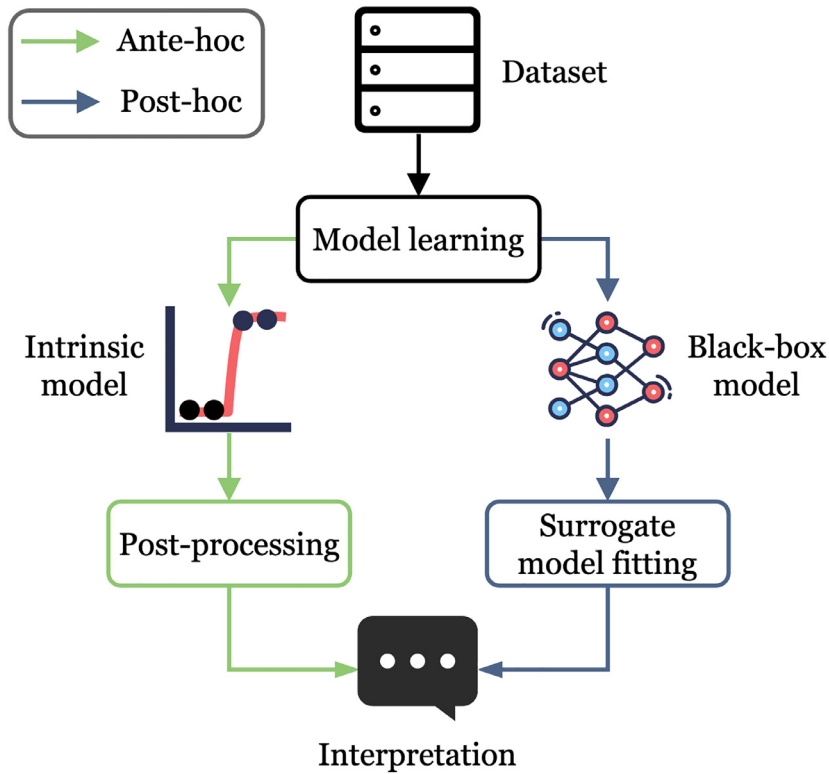 Ante-hoc
Post-hoc
Dataset
Model learning
Intrinsic
model
Black-box
model
Post-processing
Surrogate
model fitting
Interpretation